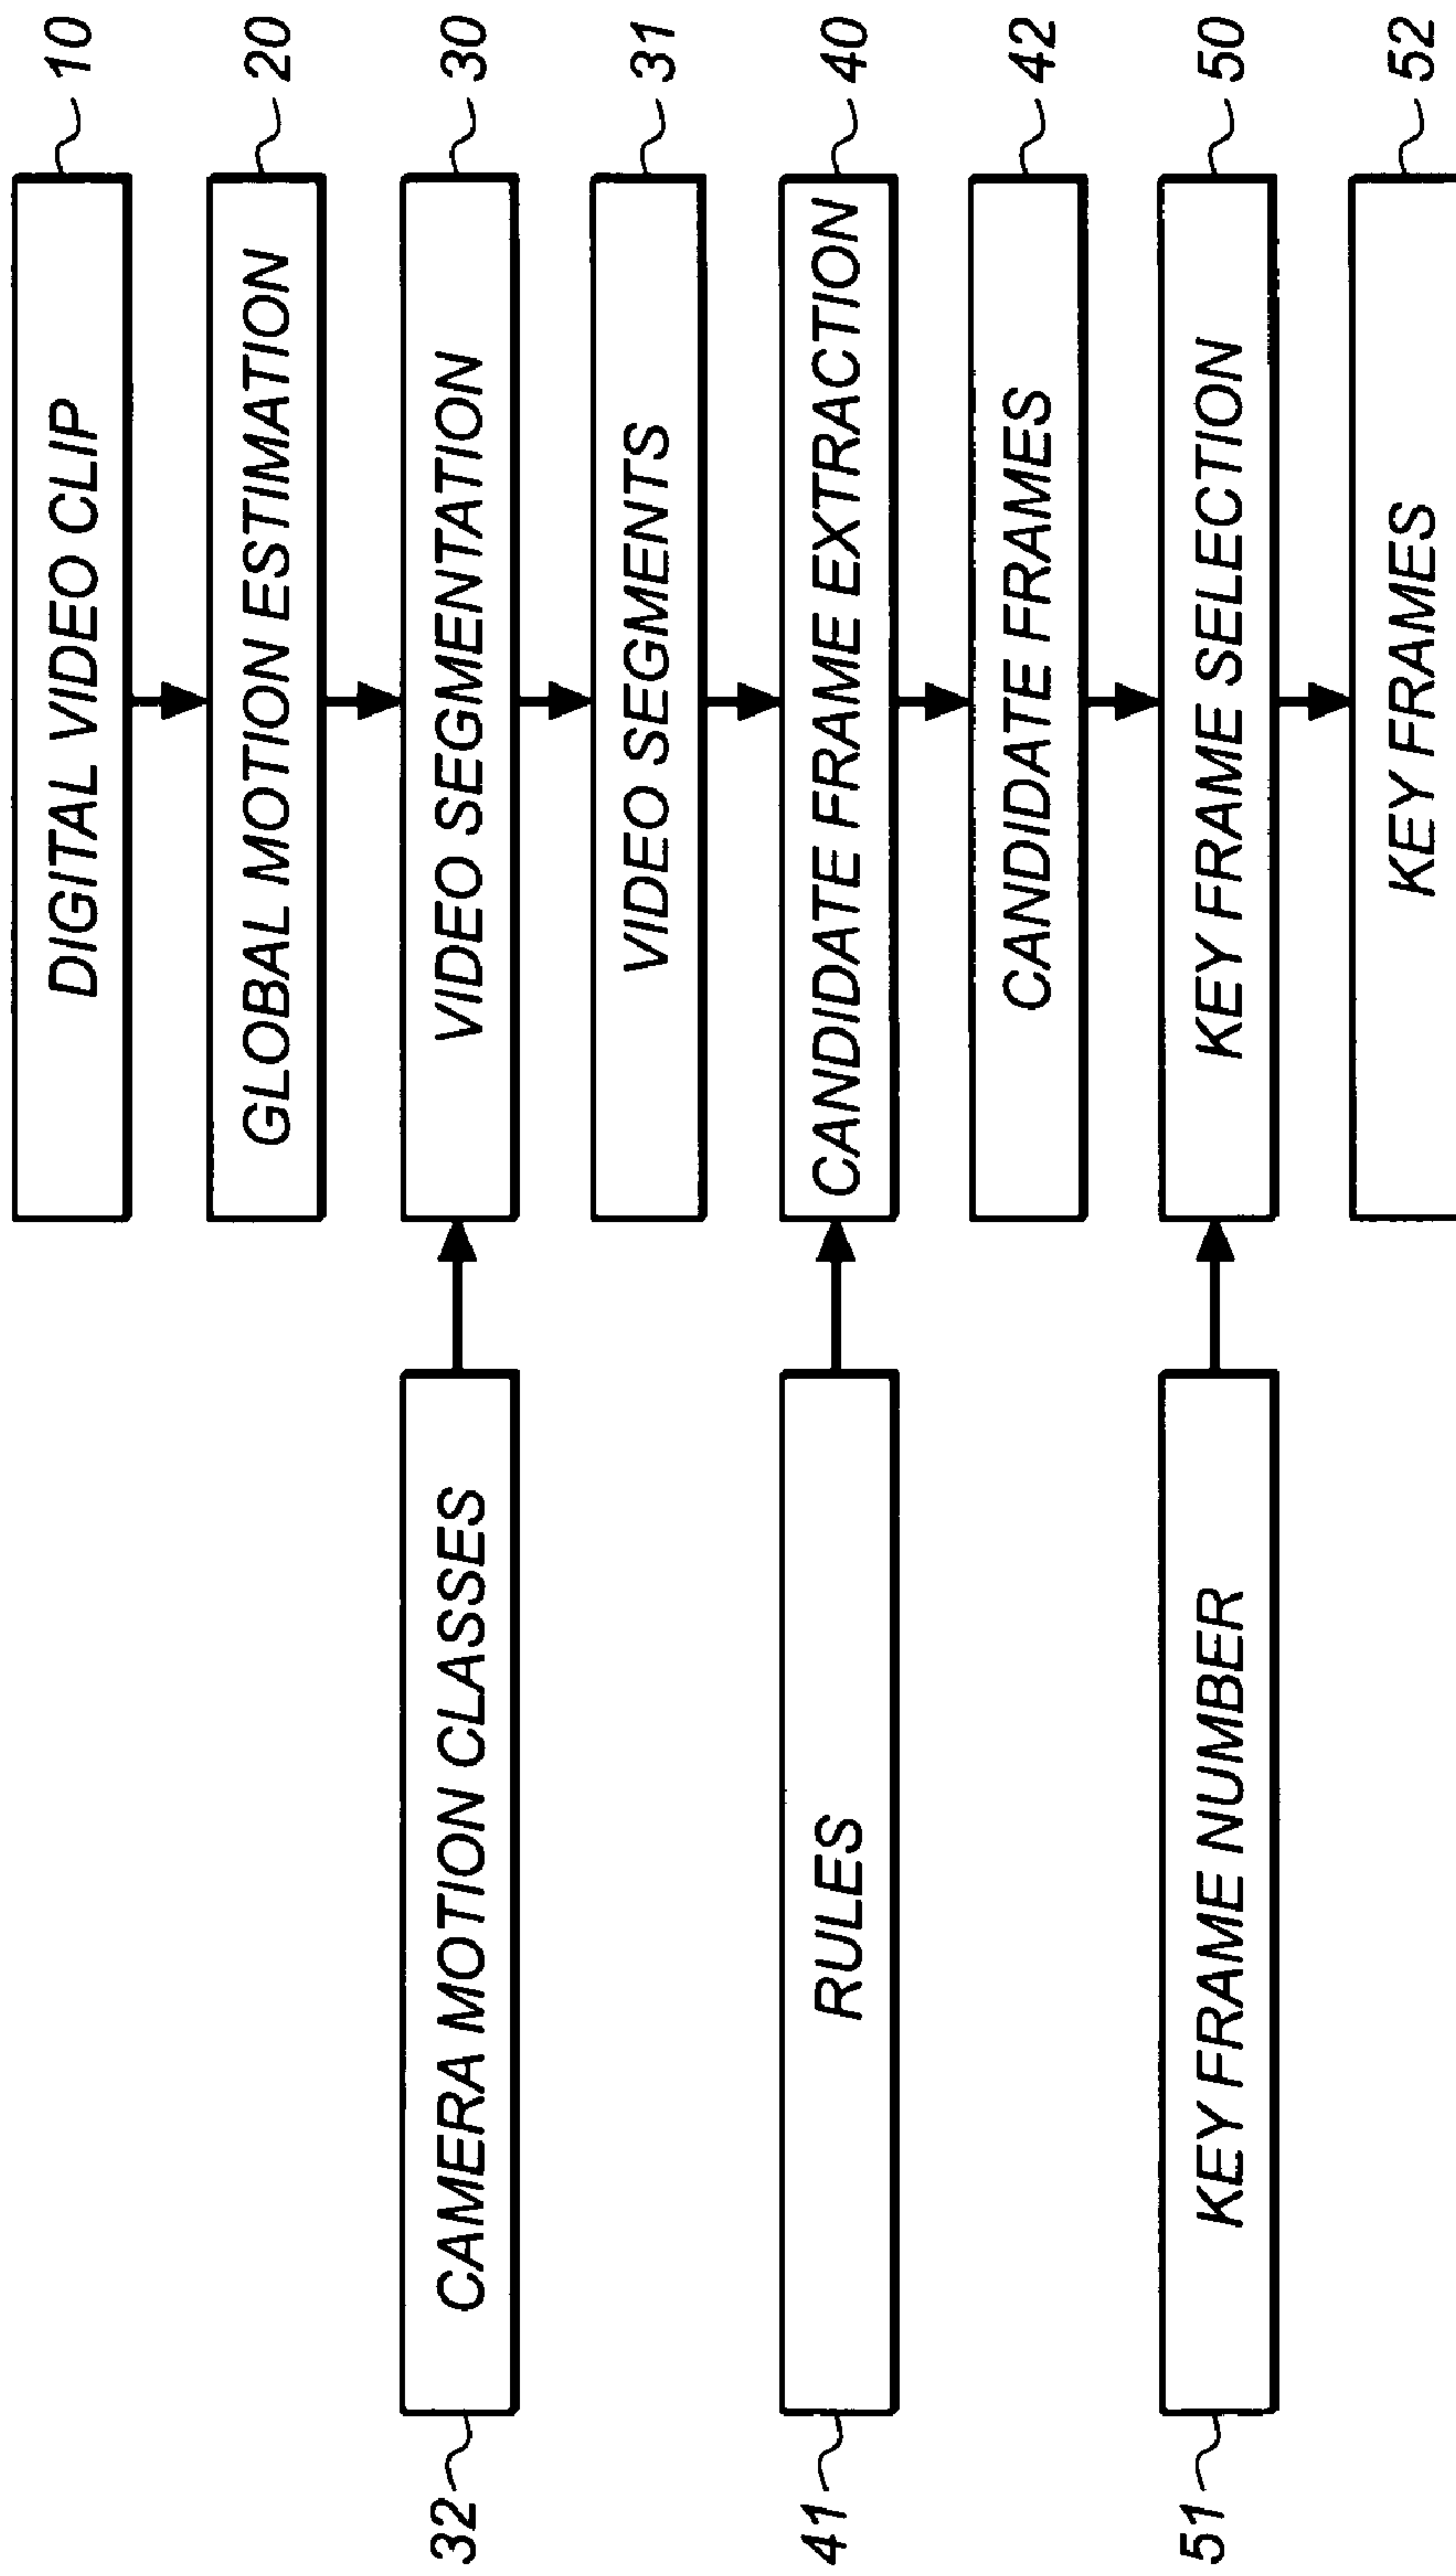 DIGITAL VIDEO CLIP
10
GLOBAL MOTION ESTIMATION
20
32
CAMERA MOTION CLASSES
VIDEO SEGMENTATION
30
VIDEO SEGMENTS
31
41
RULES
CANDIDATE FRAME EXTRACTION
40
CANDIDATE FRAMES
42
51
KEY FRAME NUMBER
KEY FRAME SELECTION
50
KEY FRAMES
52